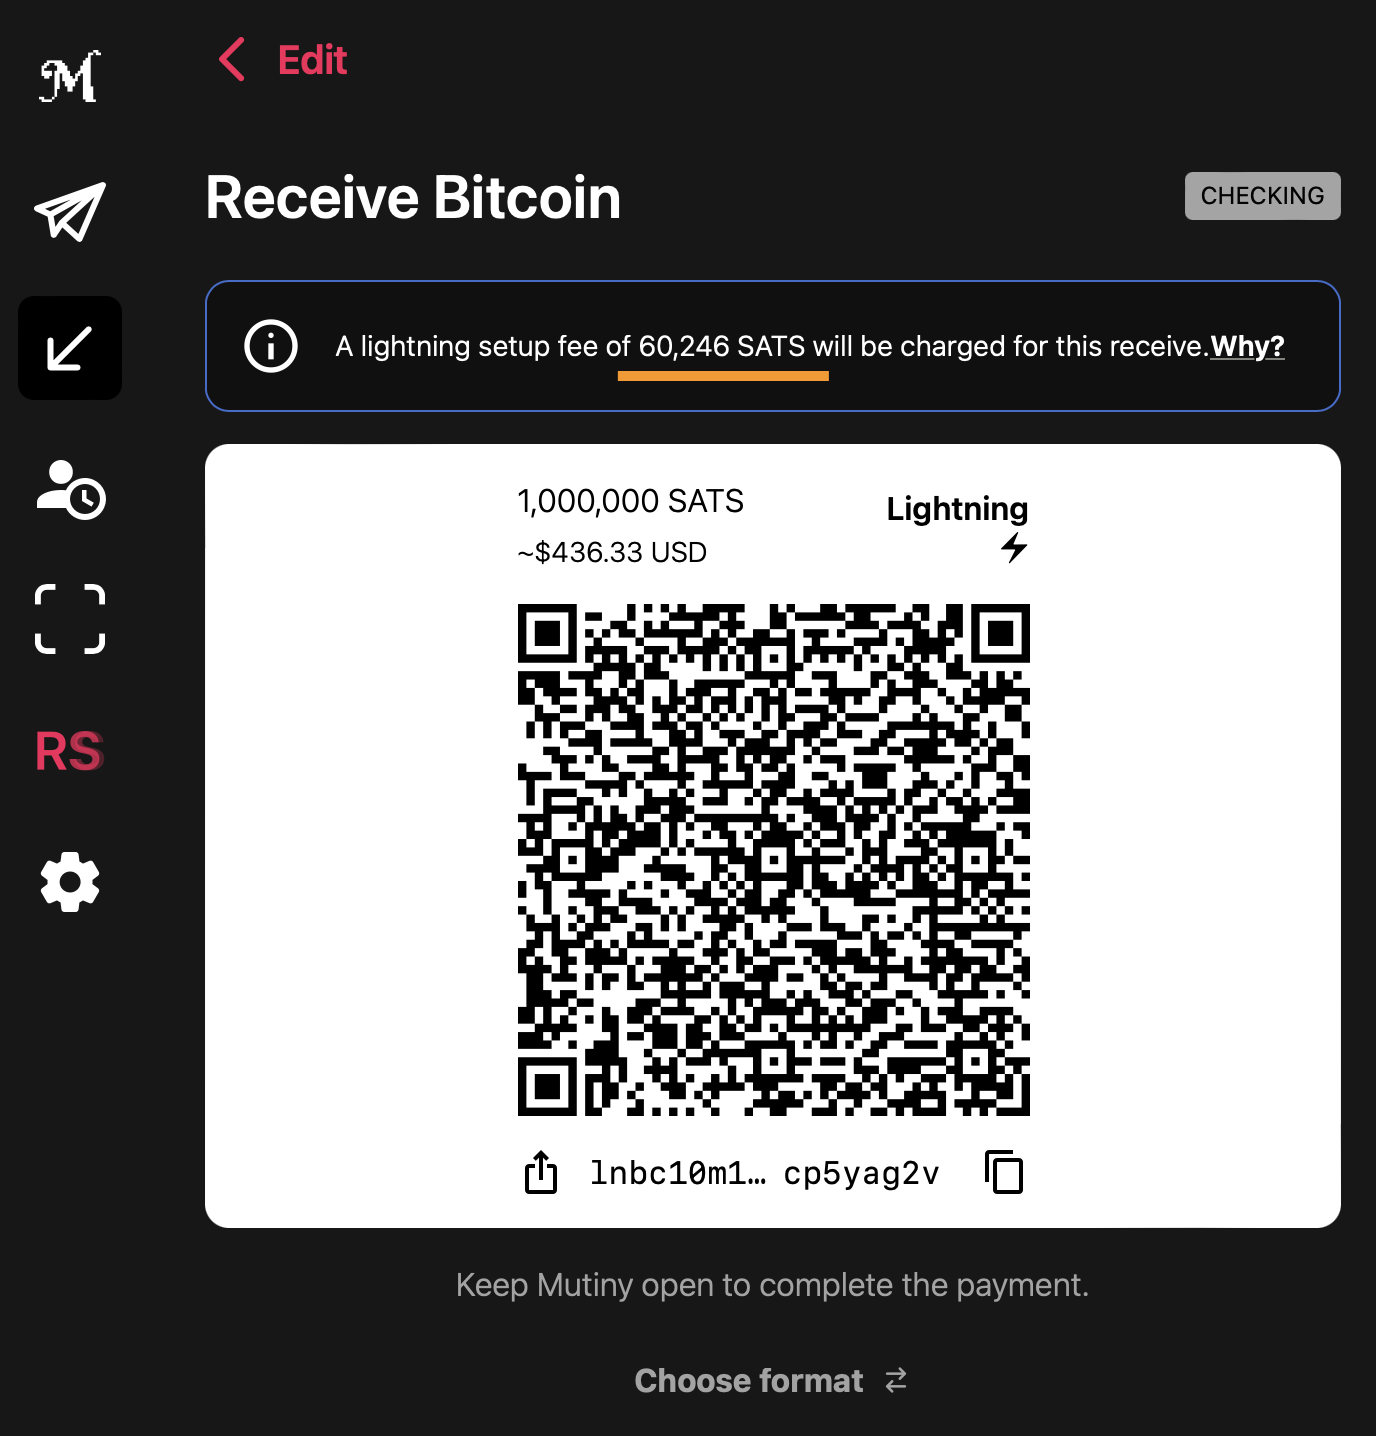 Edit
Receive Bitcoin
CHECKING
A lightning setup fee of 60,246 SATS will be charged for this receive.Why?
1,000,000 SATS
Lightning
~$436.33 USD
lnbc10m1… cp5yag2v
Keep Mutiny open to complete the payment.
Choose format
M
RS